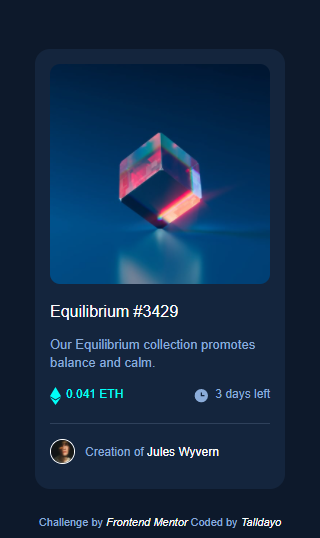 Equilibrium #3429
Our Equilibrium collection promotes
balance and calm.
0.041 ETH 3 days left
Creation of Jules Wyvern
Challenge by Frontend Mentor Coded by Talldayo